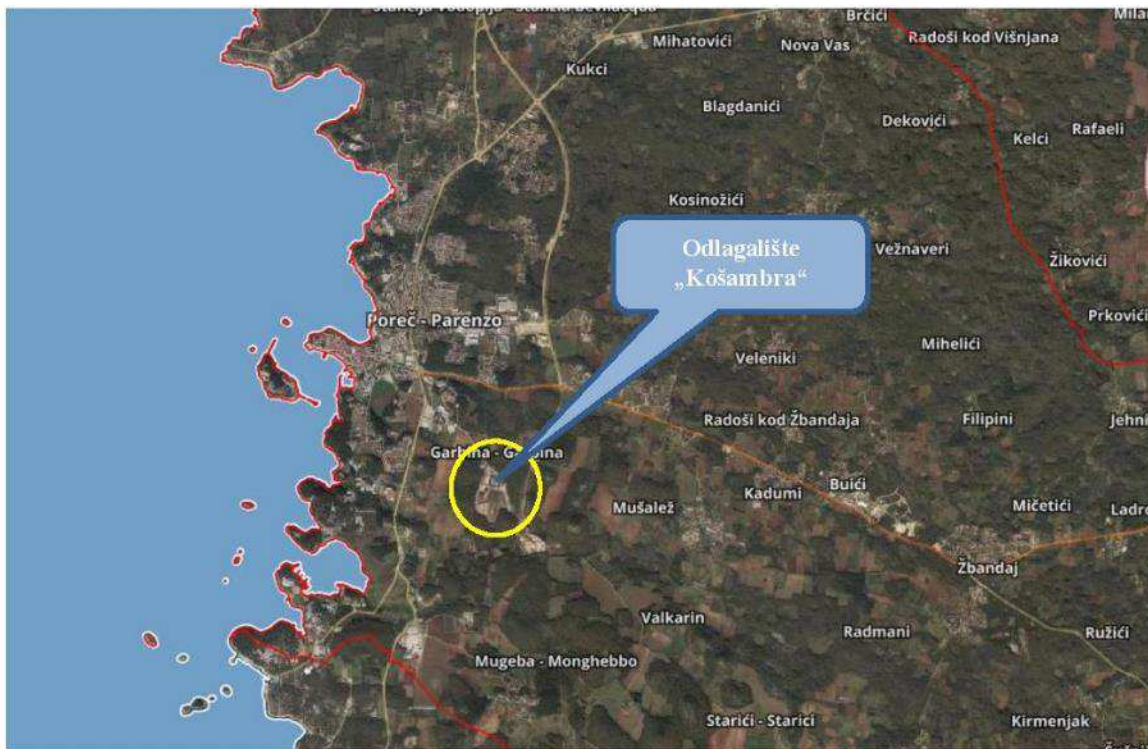 Brčići
Mihatovići
Nova Vas
Radoši kod Višnjana
Kukci
Blagdanići
Dekovići
Kelci
Rafaeli
Kosinožići
Odlagalište
„Košambra“
Vežnaveri
Žikovići
Prkovići
Poreč - Parenzo
Mihelići
Veleniki
Radoši kod Žbandaja
Filipini
Garbina - Garbina
Buići
Kadumi
Mušalež
Mičetići
Žbandaj
Valkarin
Radmani
Ružići
Mugeba - Monghebbo
Starići - Starici
Kirmenjak